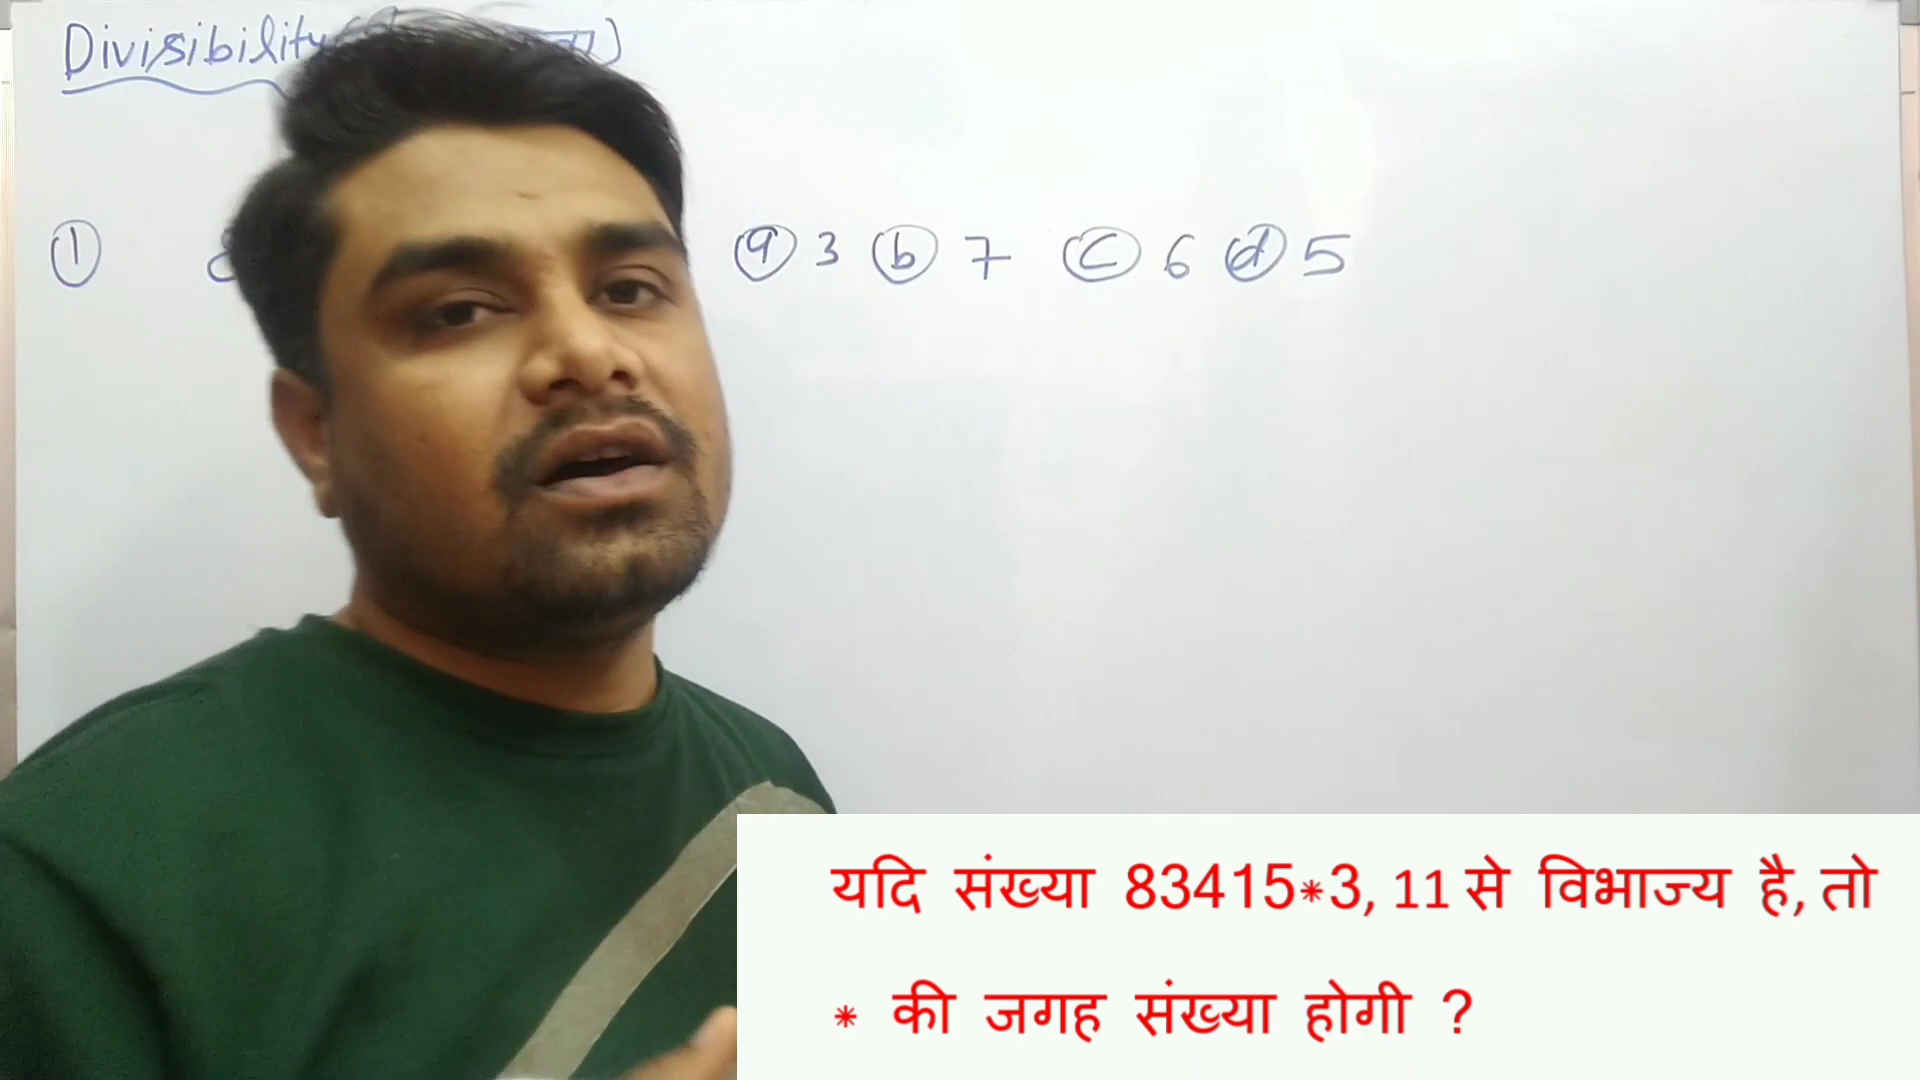 Divisibility
① ⓐ 3 ⓑ 7 ⓒ 6 ⓓ 5
यदि संख्या 83415*3, 11 से विभाज्य है, तो
* की जगह संख्या होगी ?